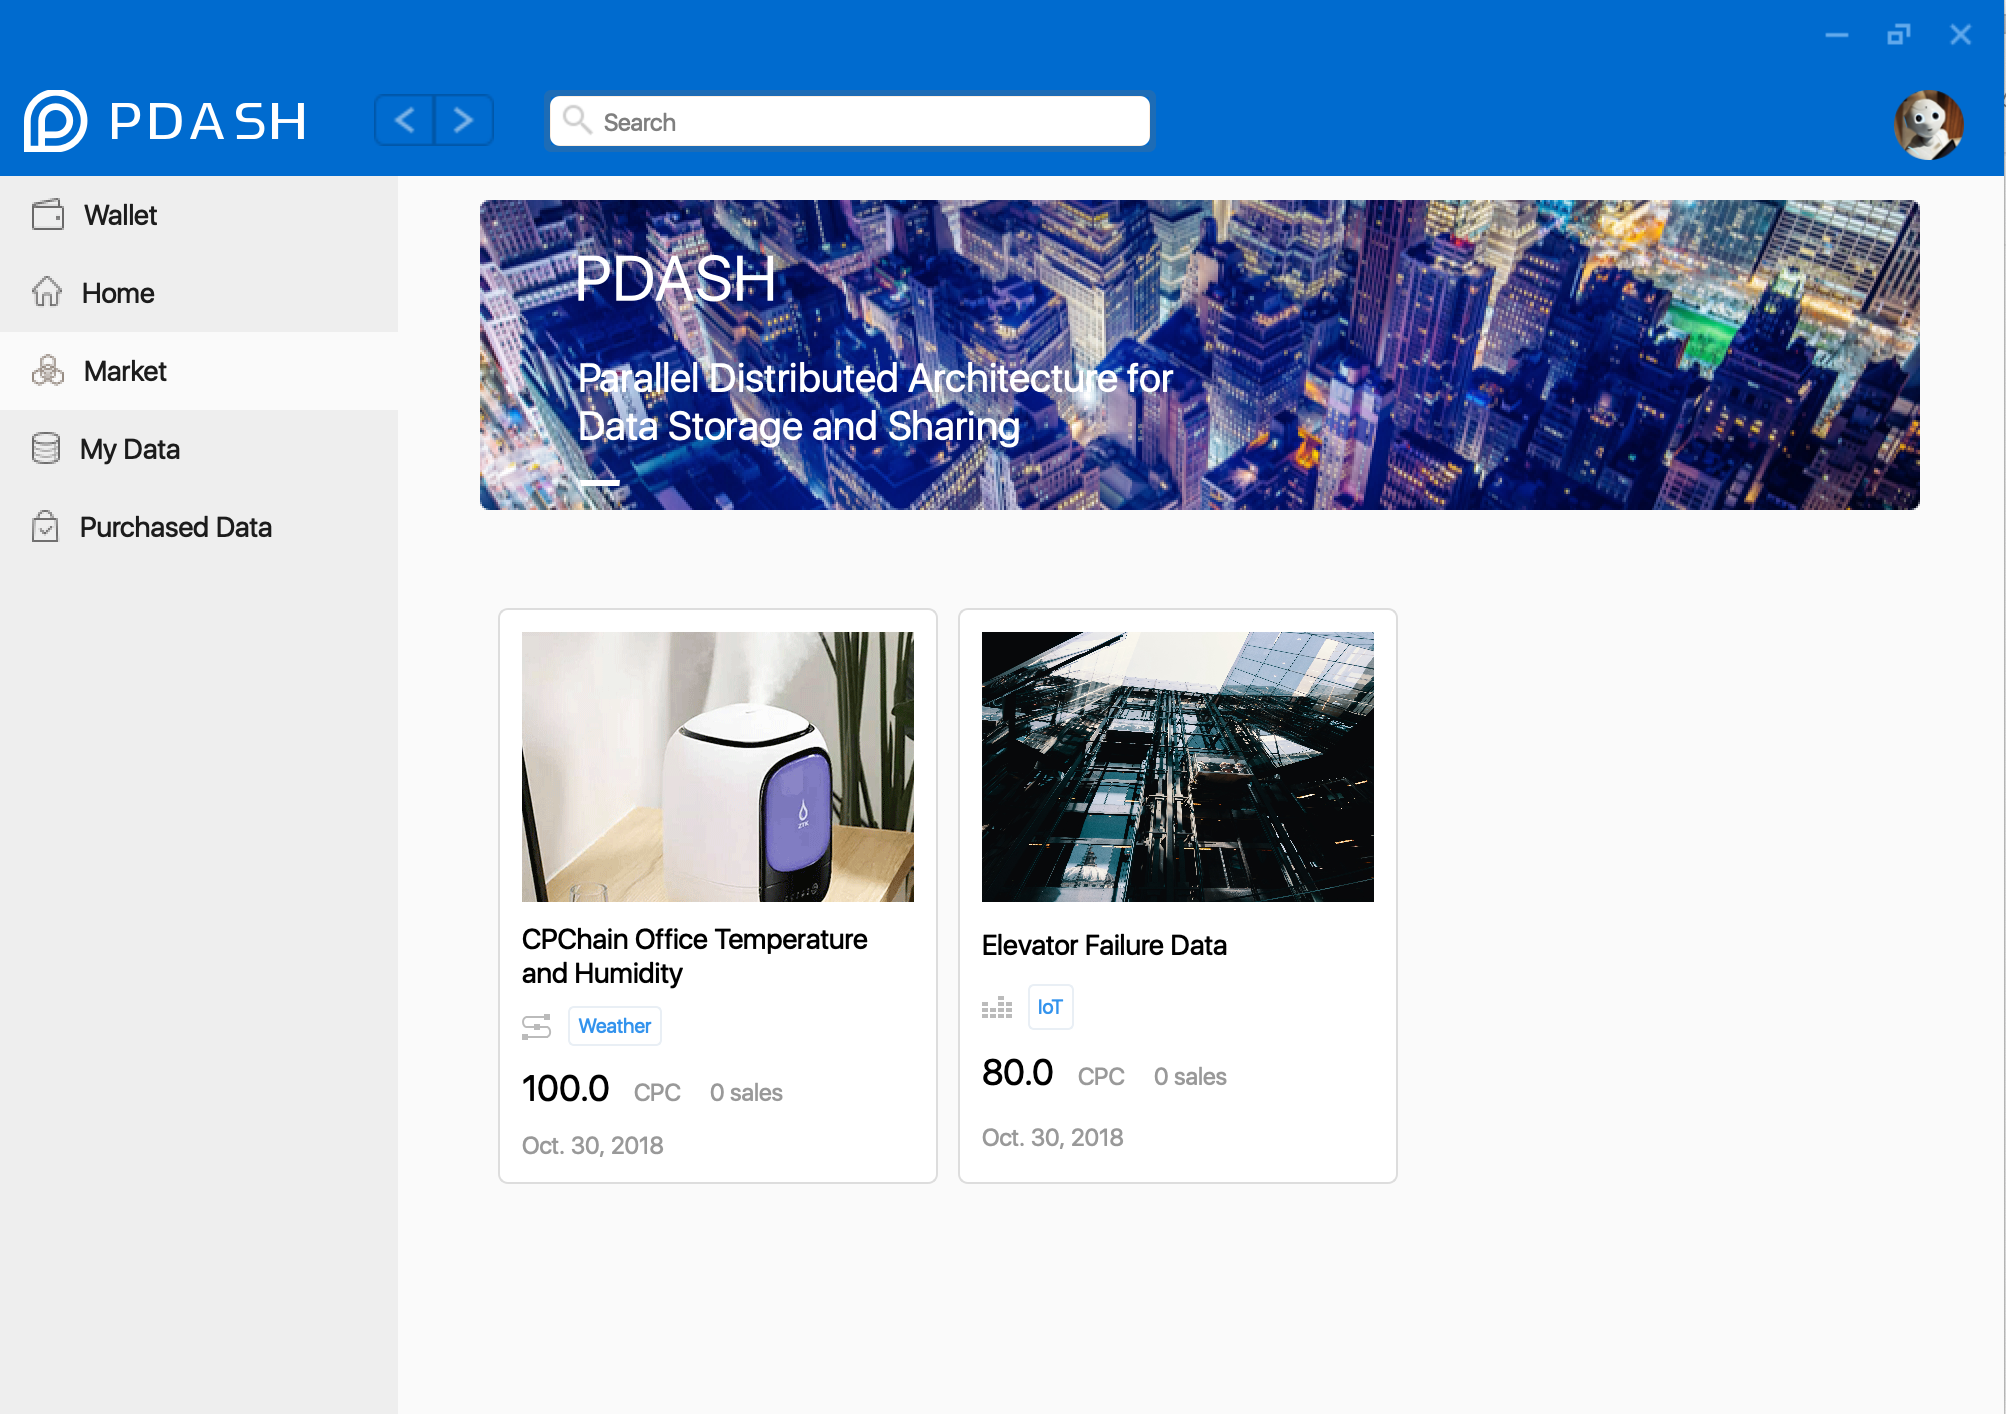 PDASH
Search
Wallet
Home
Market
My Data
Purchased Data
PDASH
Parallel Distributed Architecture for
Data Storage and Sharing
ZTK
CPChain Office Temperature
and Humidity
Weather
100.0 CPC 0 sales
Oct. 30, 2018
Elevator Failure Data
IoT
80.0 CPC 0 sales
Oct. 30, 2018